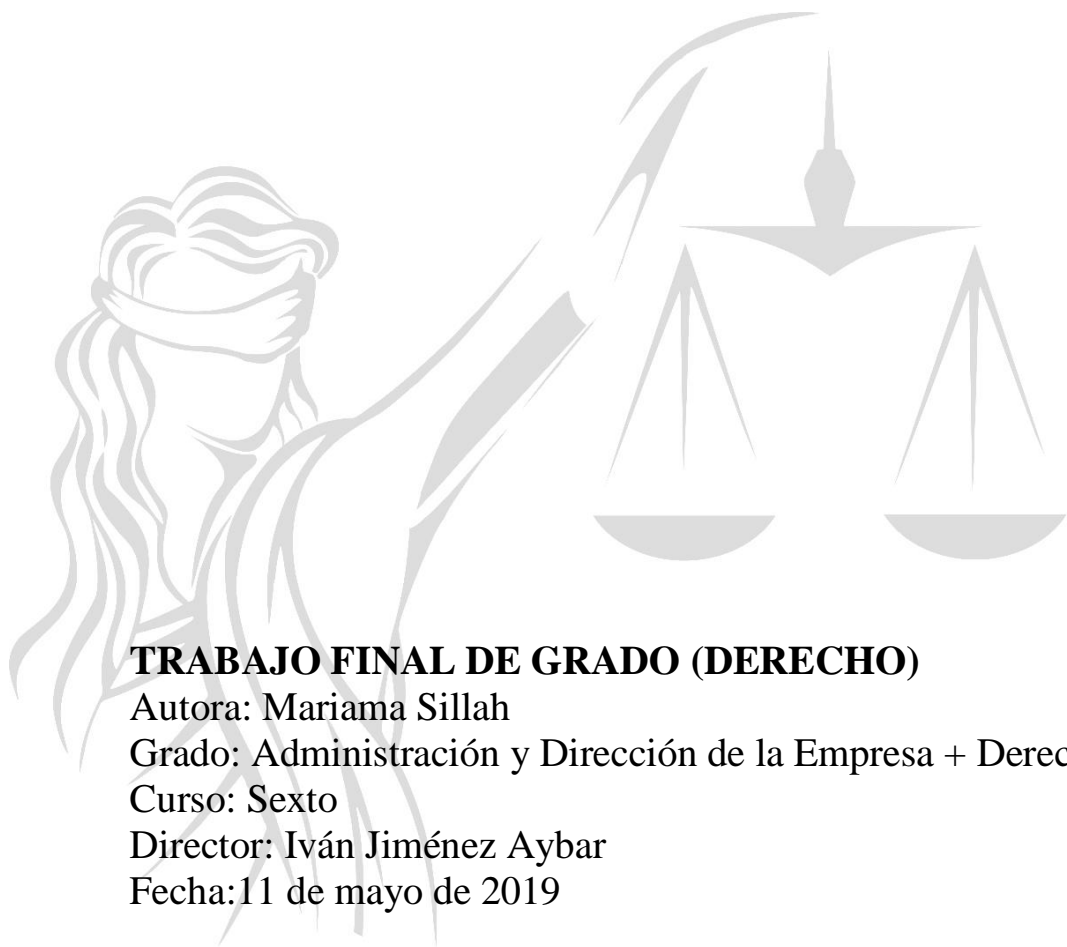 TRABAJO FINAL DE GRADO (DERECHO)
Autora: Mariama Sillah
Grado: Administración y Dirección de la Empresa + Derec
Curso: Sexto
Director: Iván Jiménez Aybar
Fecha:11 de mayo de 2019